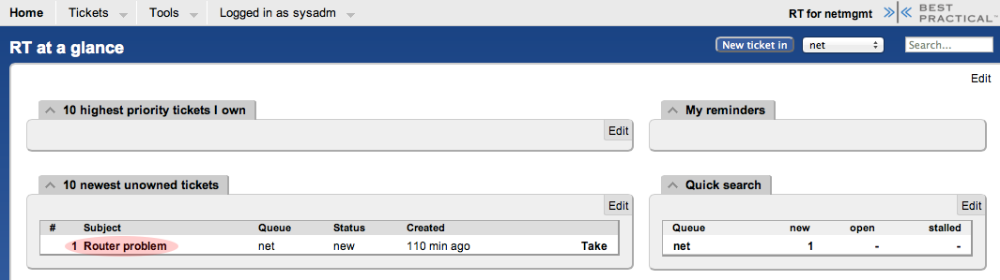 Home Tickets Tools Logged in as sysadm RT for netmgmt BEST PRACTICAL™
RT at a glance New ticket in net Search...
Edit
10 highest priority tickets I own
Edit
My reminders
10 newest unowned tickets
Edit
# Subject Queue Status Created
1 Router problem net new 110 min ago Take
Quick search
Edit
Queue new open stalled
net 1 - -